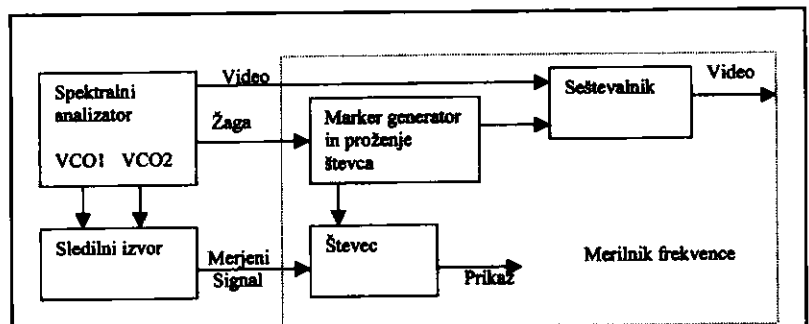 Spektralni
analizator
VCO1 VCO2
Video
Žaga
Marker generator
in proženje
števca
Seštevalnik
Video
Sledilni izvor
Merjeni
Signal
Števec
Prikaz
Merilnik frekvence